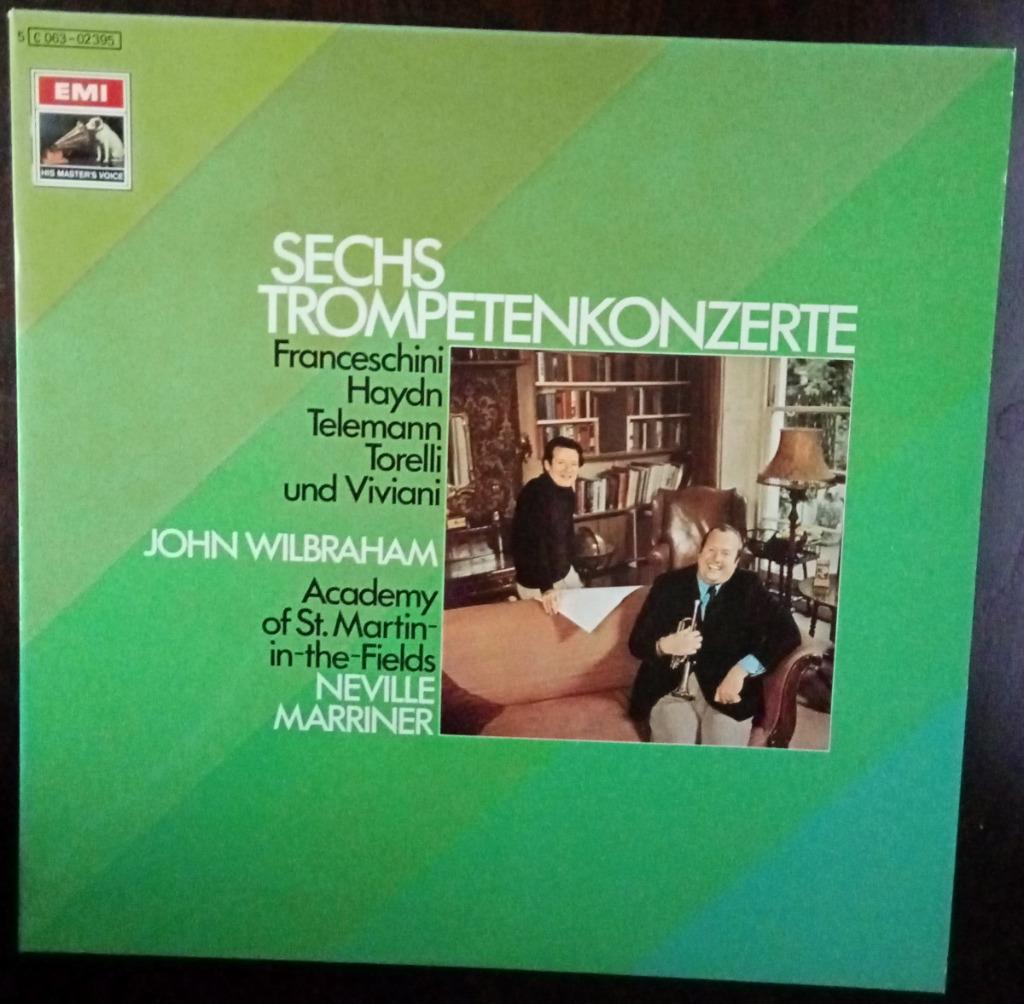 5 C 063-02395
EMI
HIS MASTER'S VOICE
SECHS
TROMPETENKONZERTE
Franceschini
Haydn
Telemann
Torelli
und Viviani
JOHN WILBRAHAM
Academy
of St. Martin-
in-the-Fields
NEVILLE
MARRINER